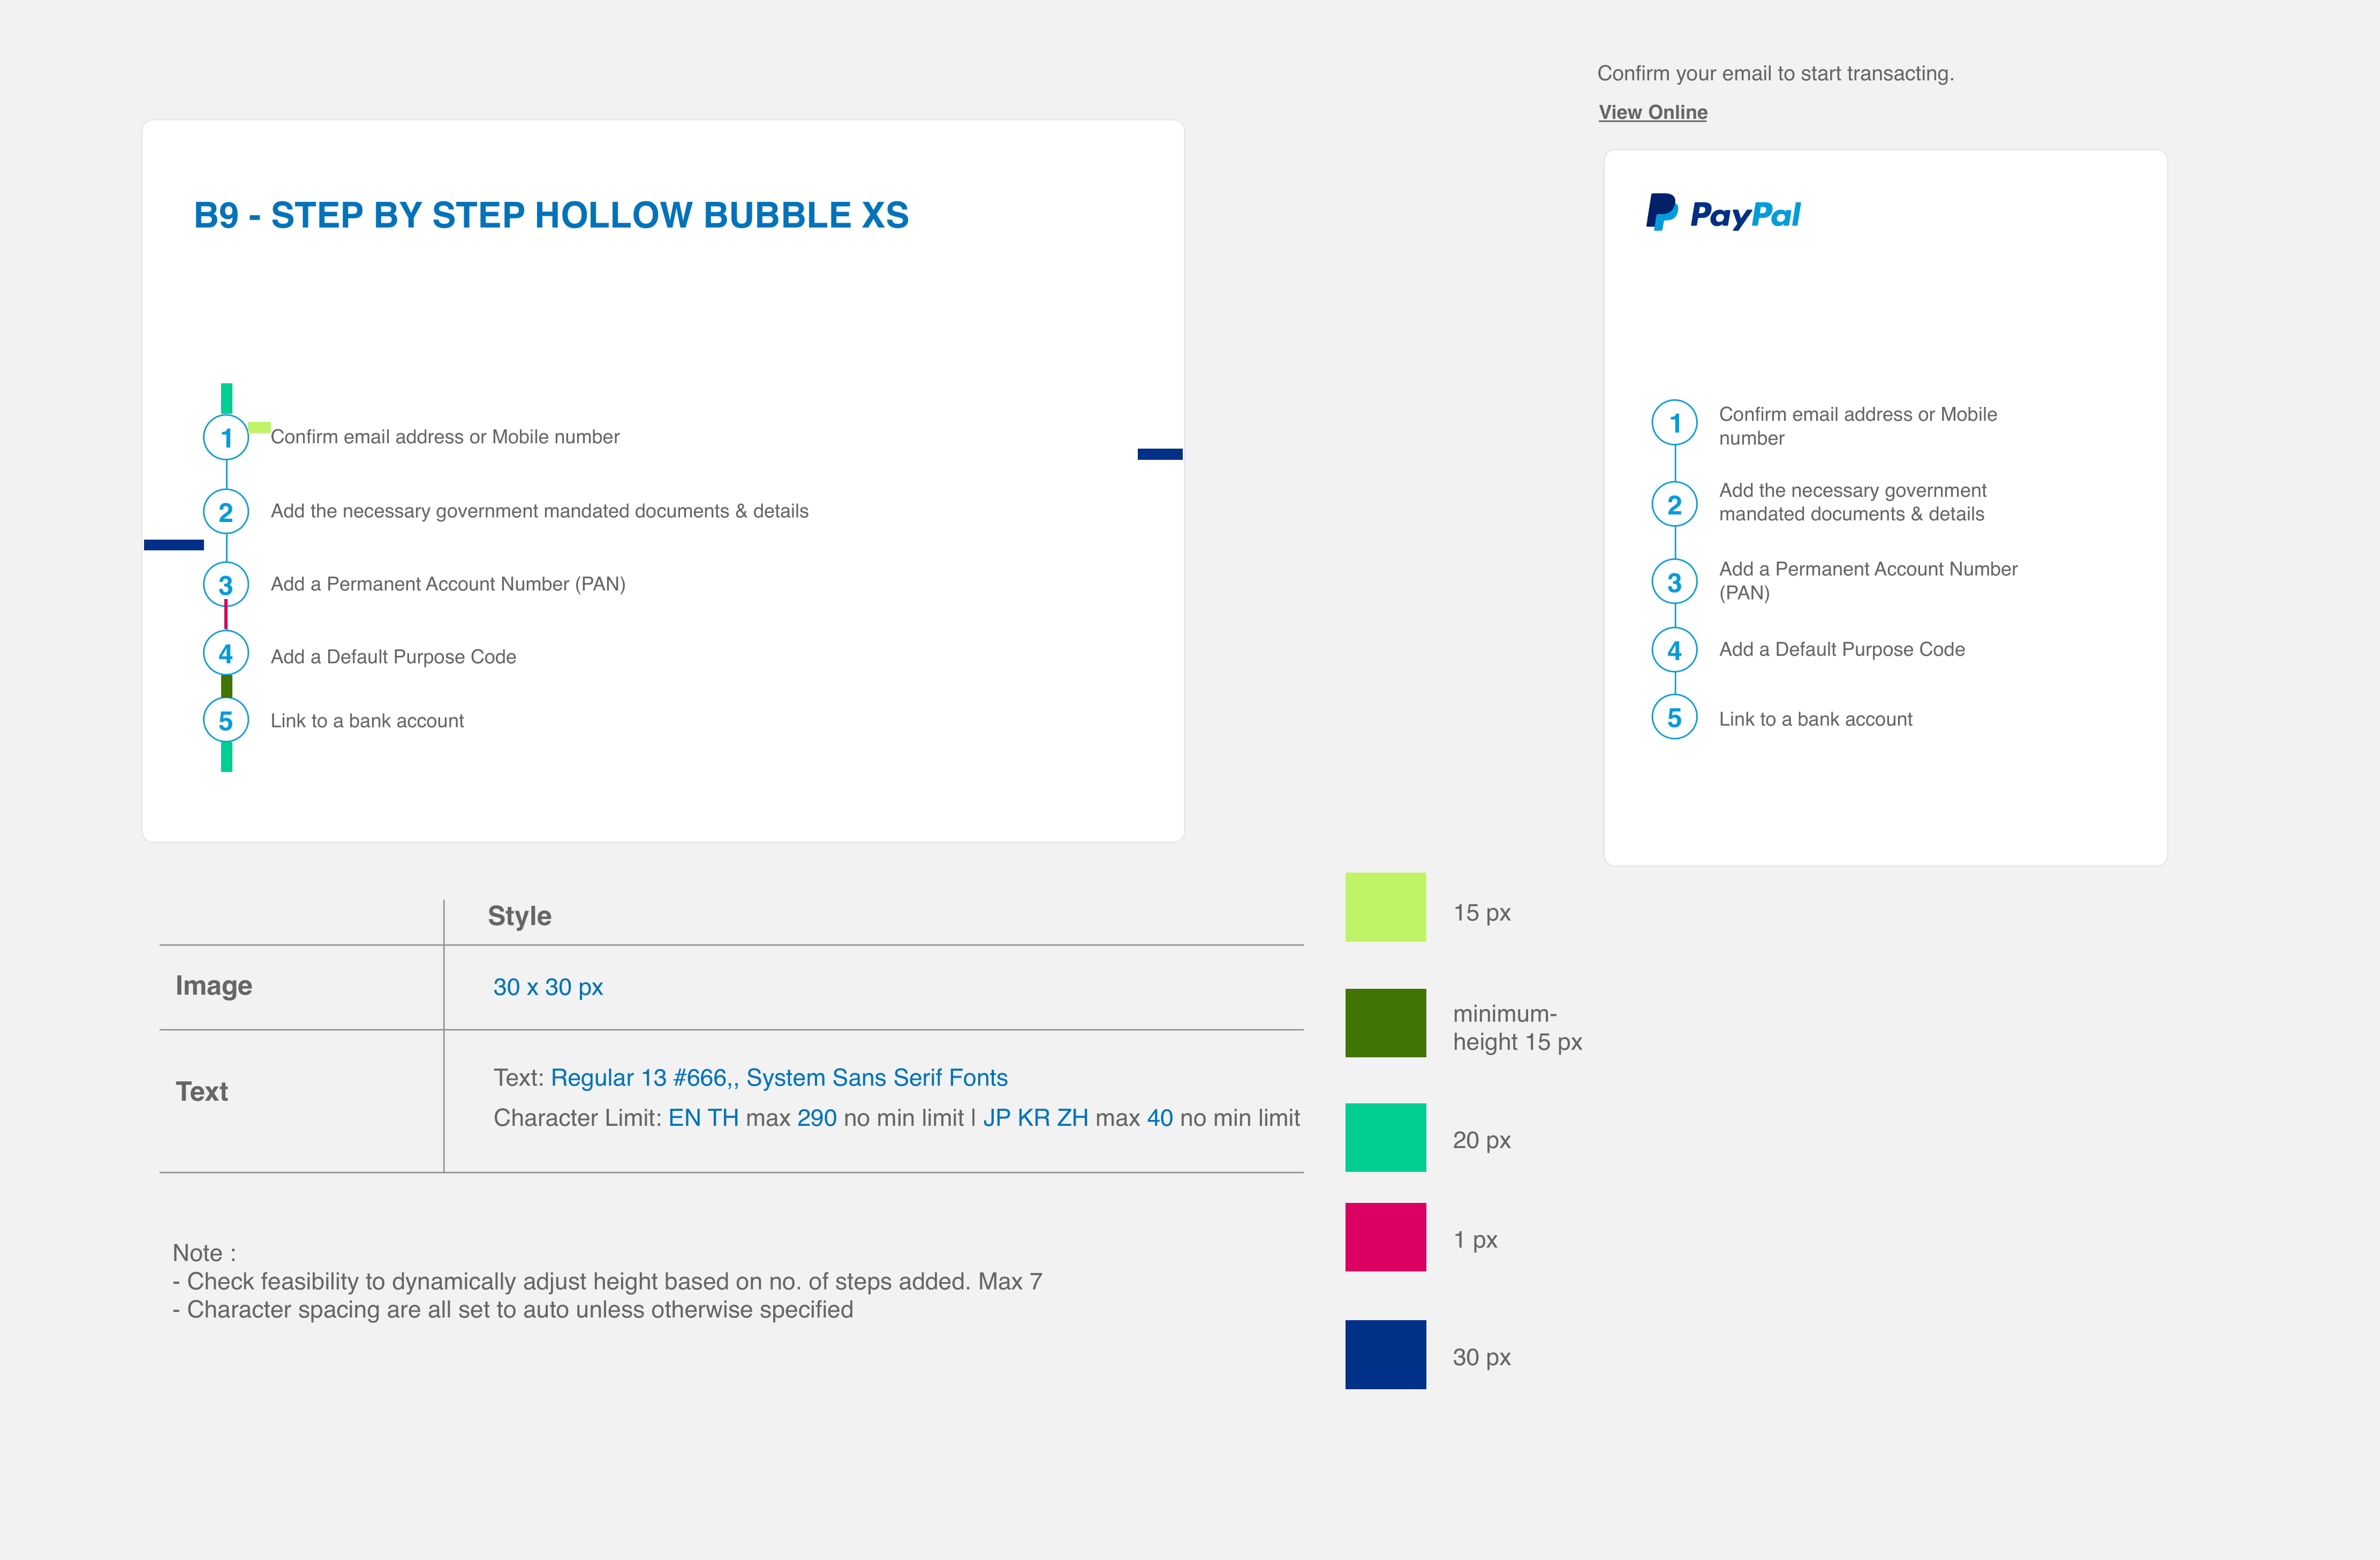 Confirm your email to start transacting.
View Online
B9 - STEP BY STEP HOLLOW BUBBLE XS
1 Confirm email address or Mobile number
2 Add the necessary government mandated documents & details
3 Add a Permanent Account Number (PAN)
4 Add a Default Purpose Code
5 Link to a bank account
PayPal
1 Confirm email address or Mobile
number
2 Add the necessary government
mandated documents & details
3 Add a Permanent Account Number
(PAN)
4 Add a Default Purpose Code
5 Link to a bank account
Style
Image
30 x 30 px
Text
Text: Regular 13 #666,, System Sans Serif Fonts
Character Limit: EN TH max 290 no min limit | JP KR ZH max 40 no min limit
15 px
minimum-
height 15 px
20 px
1 px
30 px
Note :
- Check feasibility to dynamically adjust height based on no. of steps added. Max 7
- Character spacing are all set to auto unless otherwise specified